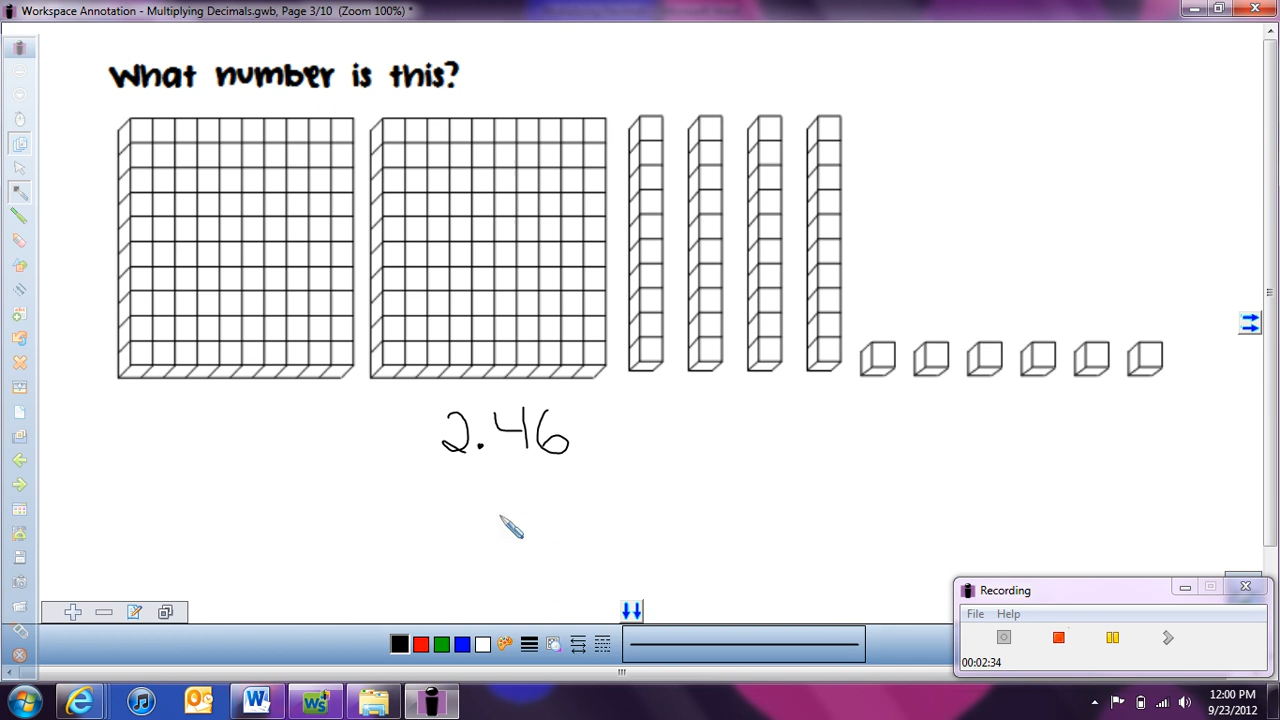 Workspace Annotation - Multiplying Decimals.gwb, Page 3/10 (Zoom 100%) *
What number is this?
2.46
Recording
File Help
00:02:34
12:00 PM
9/23/2012